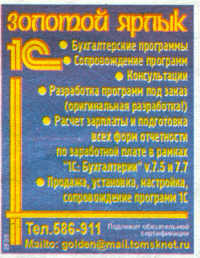 золотой ярлык
1С
• Бухгалтерские программы
• Сопровождение программ
• Консультации
• Разработка программ под заказ
(оригинальная разработка!)
• Расчет зарплаты и подготовка
всех форм отчетности
по заработной плате в рамках
"1С: Бухгалтерии" v.7.5 и 7.7
• Продажа, установка, настройка,
сопровождение программ 1С
Тел.586-911
Подлежит обязательной
сертификации
Mailto: golden@mail.tomsknet.ru